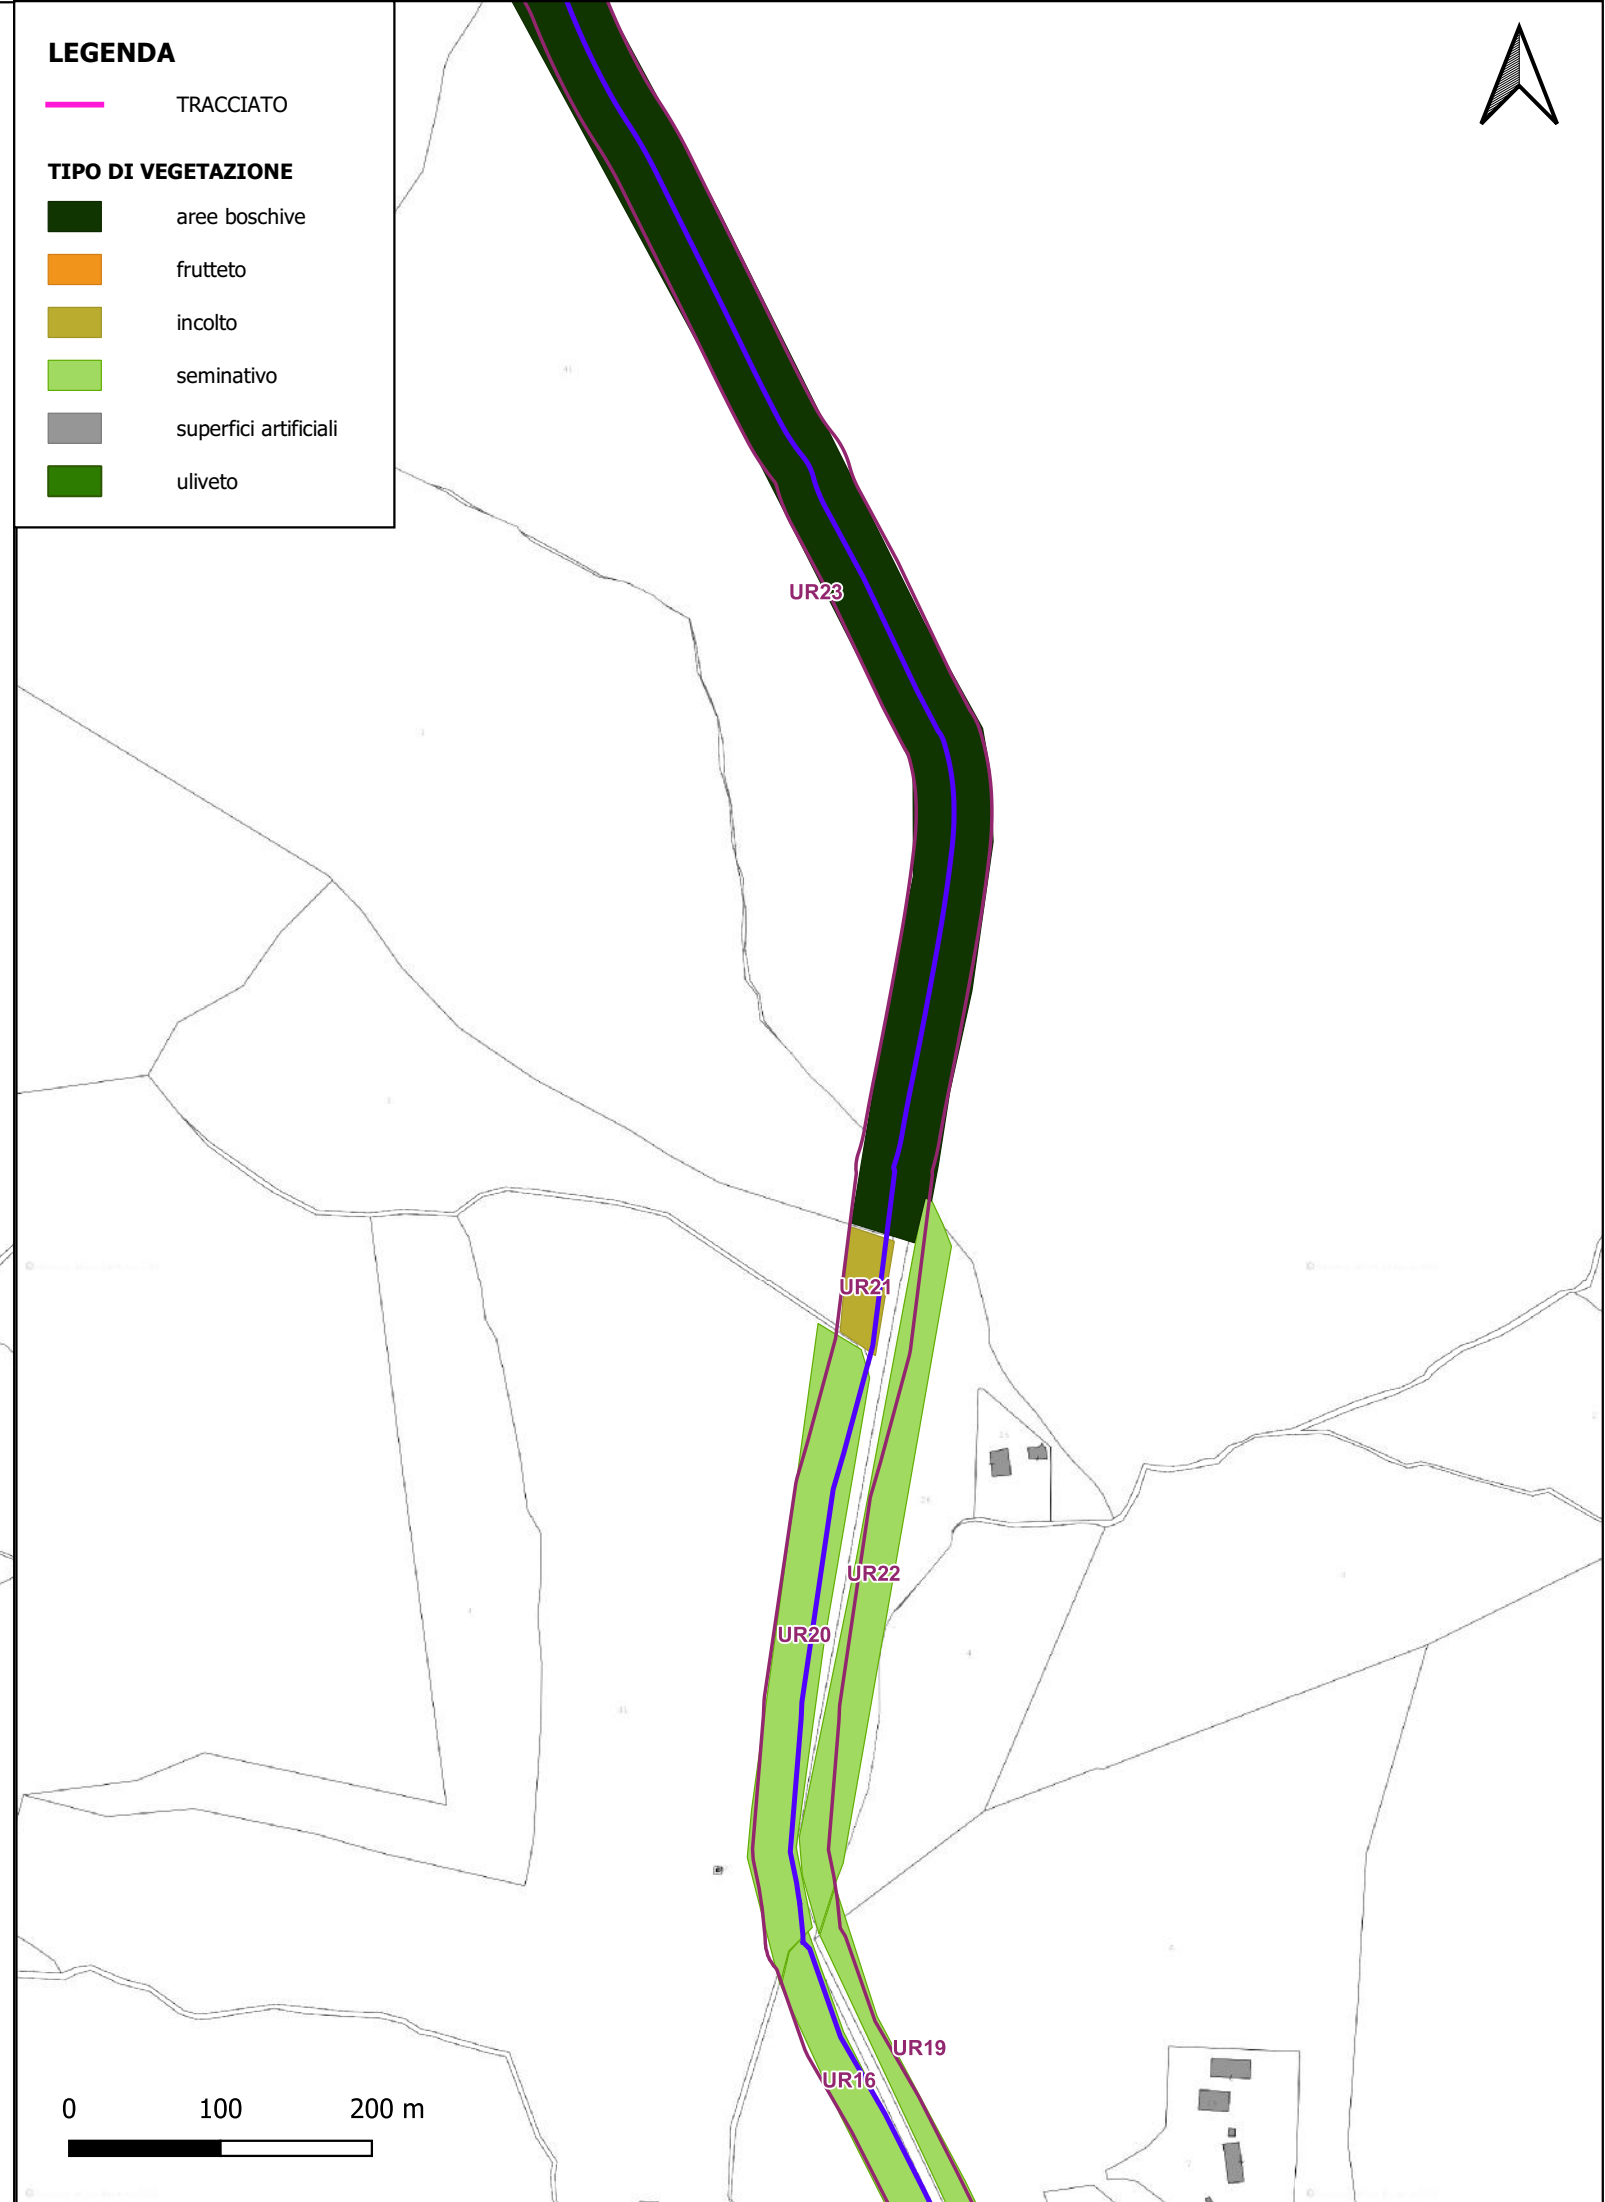 LEGENDA
TRACCIATO
TIPO DI VEGETAZIONE
aree boschive
frutteto
incolto
seminativo
superfici artificiali
uliveto
UR23
UR21
UR22
UR20
UR19
UR16
0 100 200 m